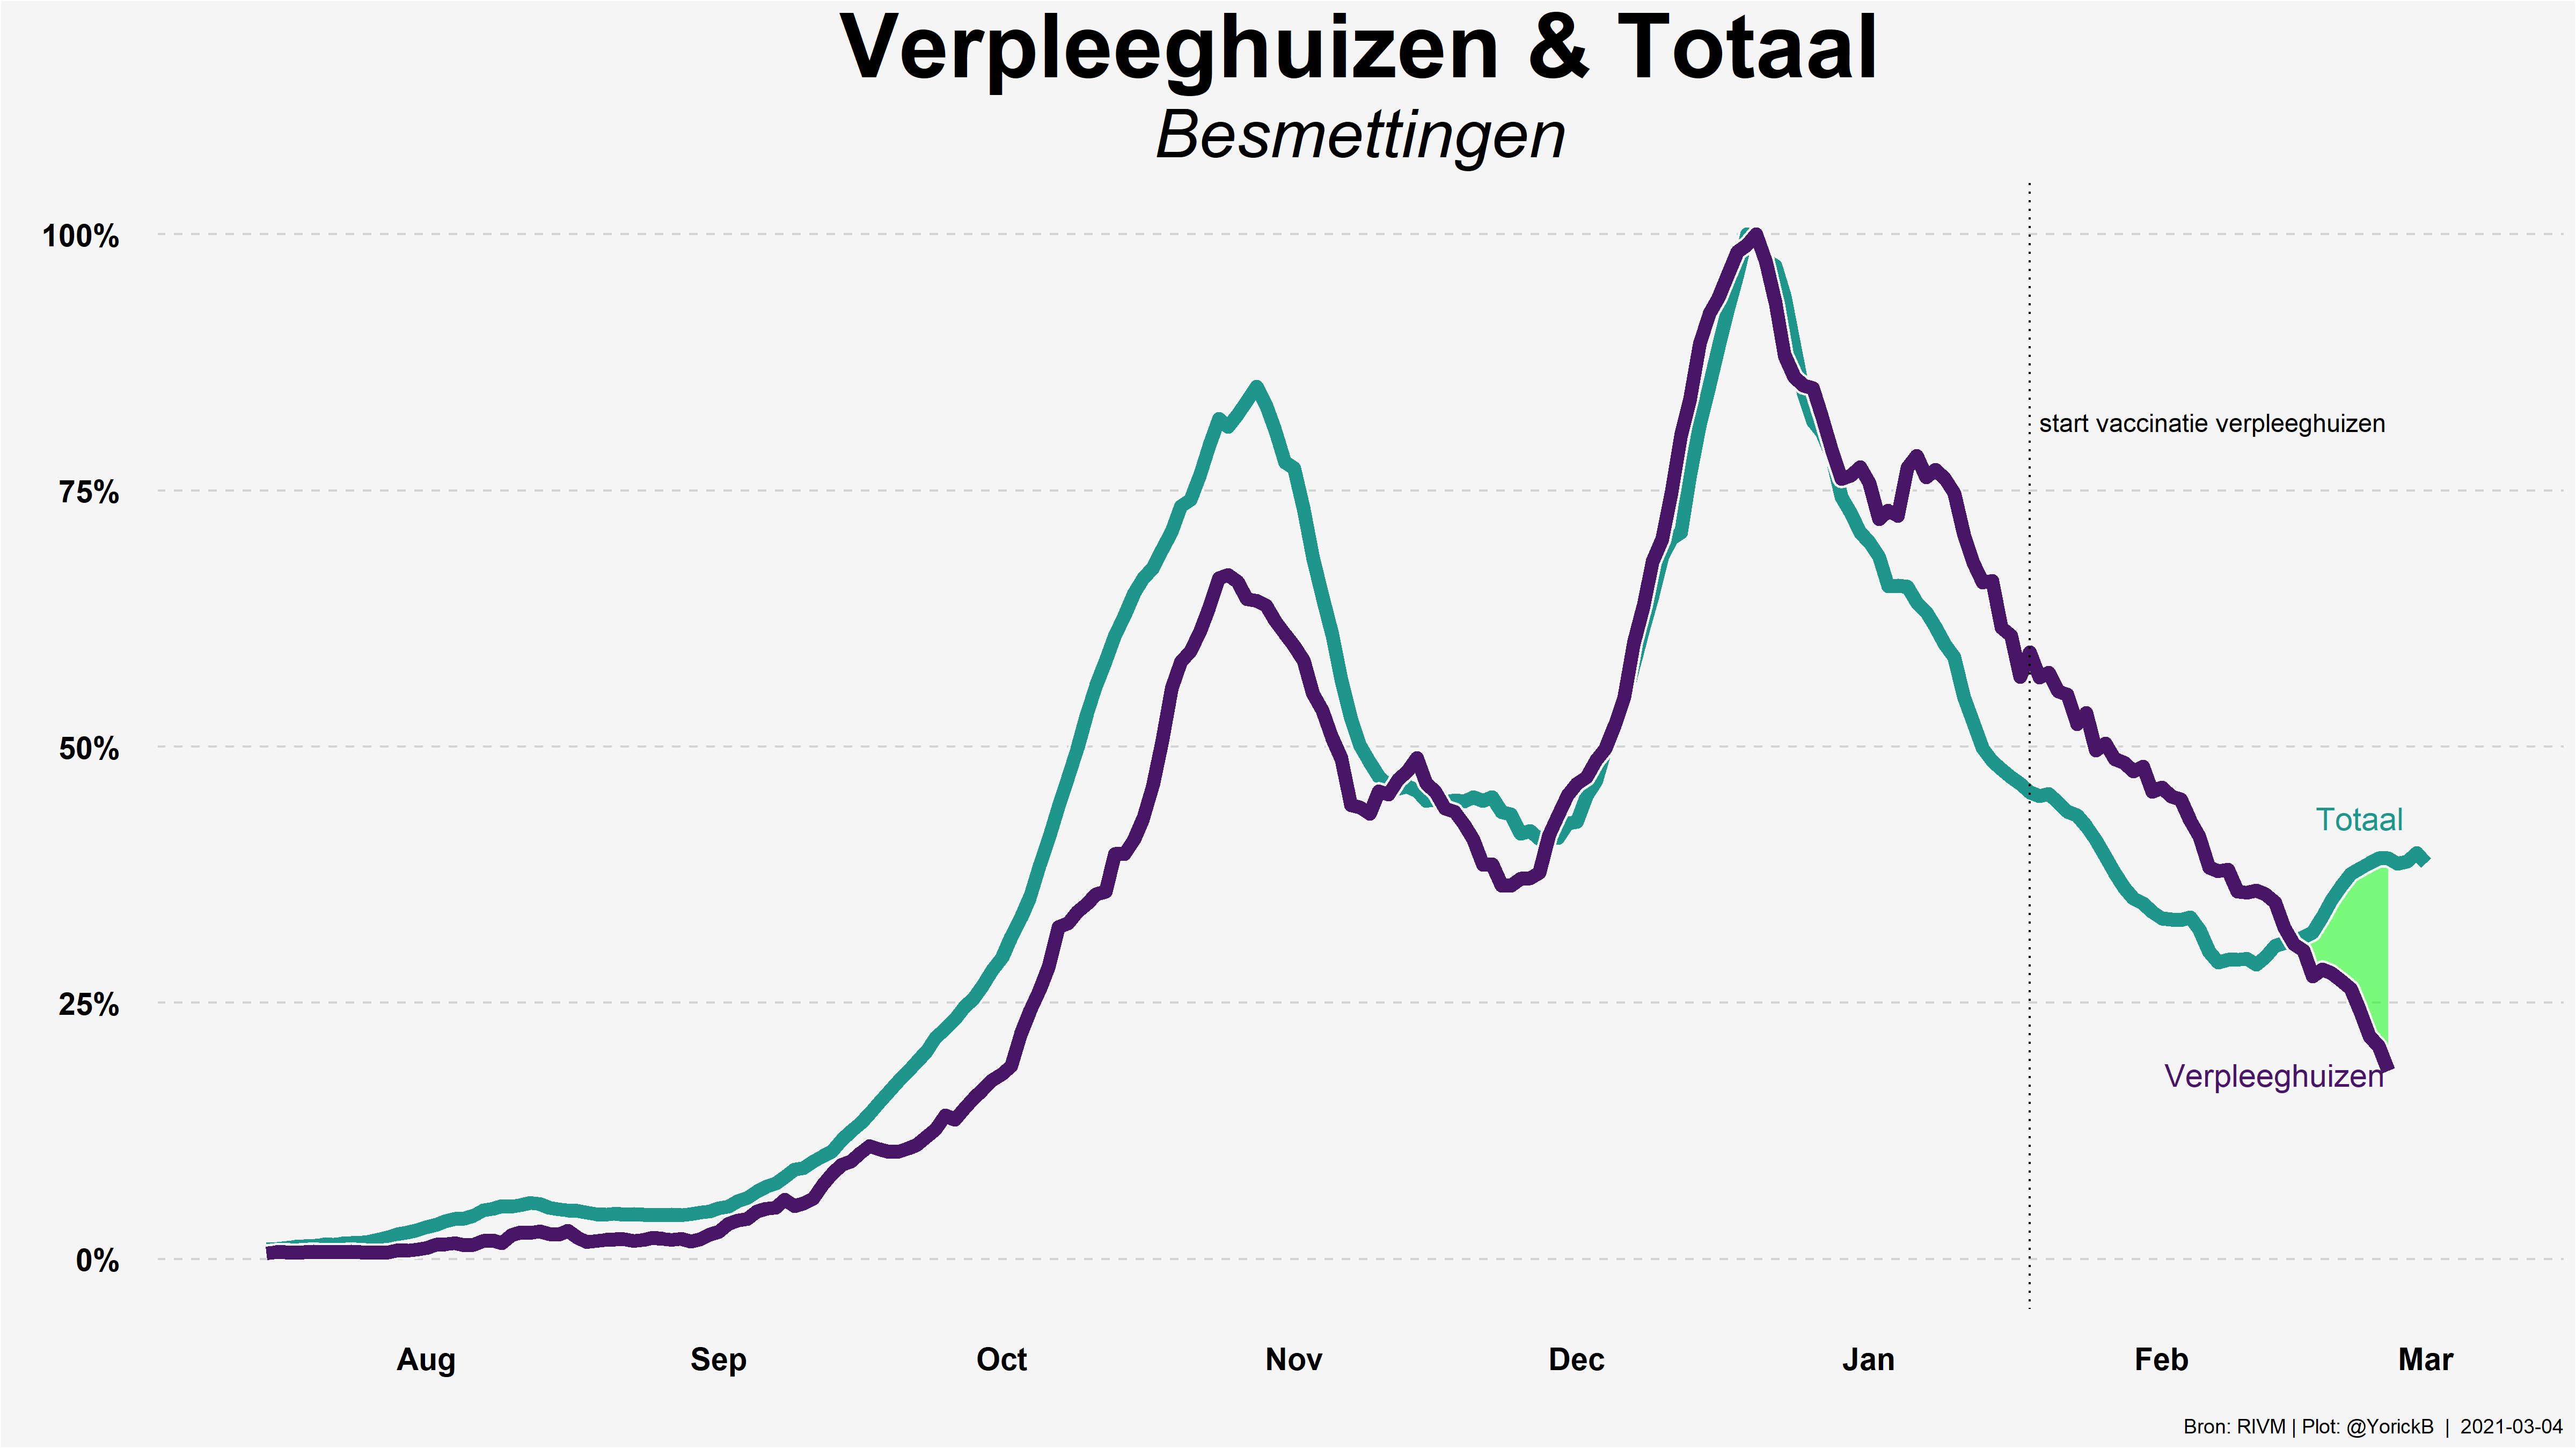 Verpleeghuizen & Totaal
Besmettingen
100%
start vaccinatie verpleeghuizen
75%
50%
Totaal
25%
Verpleeghuizen
0%
Aug Sep Oct Nov Dec Jan Feb Mar
Bron: RIVM | Plot: @YorickB | 2021-03-04